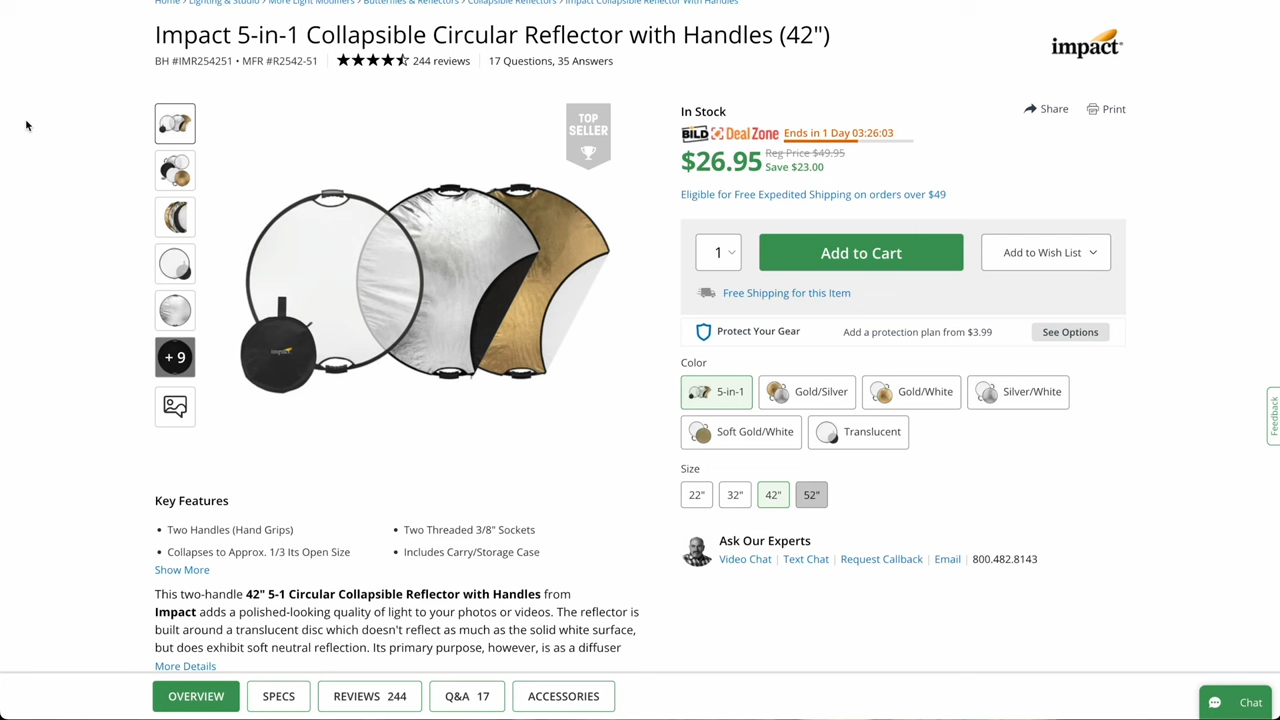 Home › Lighting & Studio › More Light Modifiers › Butterflies & Reflectors › Collapsible Reflectors › Impact Collapsible Reflector With Handles (42")
Impact 5-in-1 Collapsible Circular Reflector with Handles (42")
BH #IMR254251 • MFR #R2542-51
244 reviews
17 Questions, 35 Answers
impact
TOP
SELLER
impact
+ 9
In Stock
Share
Print
BILD DealZone Ends in 1 Day 03:26:03
$26.95
Reg Price $49.95
Save $23.00
Eligible for Free Expedited Shipping on orders over $49
1
Add to Cart
Add to Wish List
Free Shipping for this Item
Protect Your Gear
Add a protection plan from $3.99
See Options
Color
5-in-1
Gold/Silver
Gold/White
Silver/White
Soft Gold/White
Translucent
Size
22"
32"
42"
52"
Feedback
Key Features
• Two Handles (Hand Grips)
• Two Threaded 3/8" Sockets
• Collapses to Approx. 1/3 Its Open Size
• Includes Carry/Storage Case
Show More
Ask Our Experts
Video Chat | Text Chat | Request Callback | Email | 800.482.8143
This two-handle 42" 5-1 Circular Collapsible Reflector with Handles from
Impact adds a polished-looking quality of light to your photos or videos. The reflector is
built around a translucent disc which doesn't reflect as much as the solid white surface,
but does exhibit soft neutral reflection. Its primary purpose, however, is as a diffuser
More Details
OVERVIEW
SPECS
REVIEWS 244
Q&A 17
ACCESSORIES
Chat